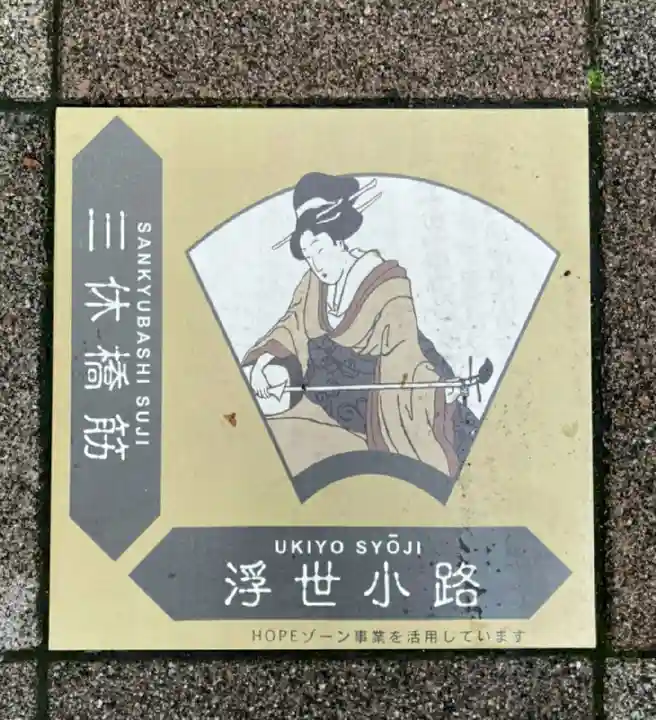 三休橋筋
SANKYUBASHI SUJI
UKIYO SYŌJI
浮世小路
HOPEゾーン事業を活用しています